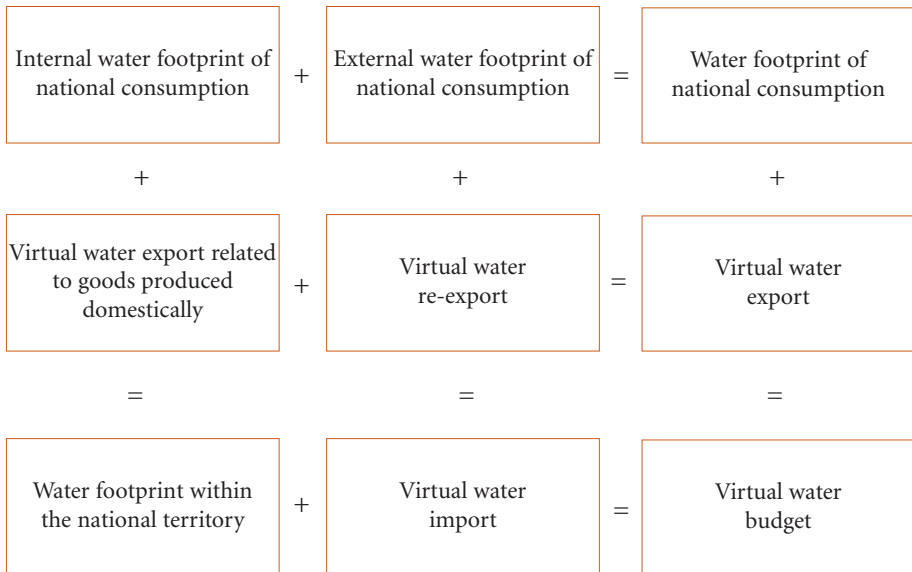 Internal water footprint of
national consumption
+
External water footprint of
national consumption
=
Water footprint of
national consumption
+
+
+
Virtual water export related
to goods produced
domestically
+
Virtual water
re-export
=
Virtual water
export
=
=
=
Water footprint within
the national territory
+
Virtual water
import
=
Virtual water
budget